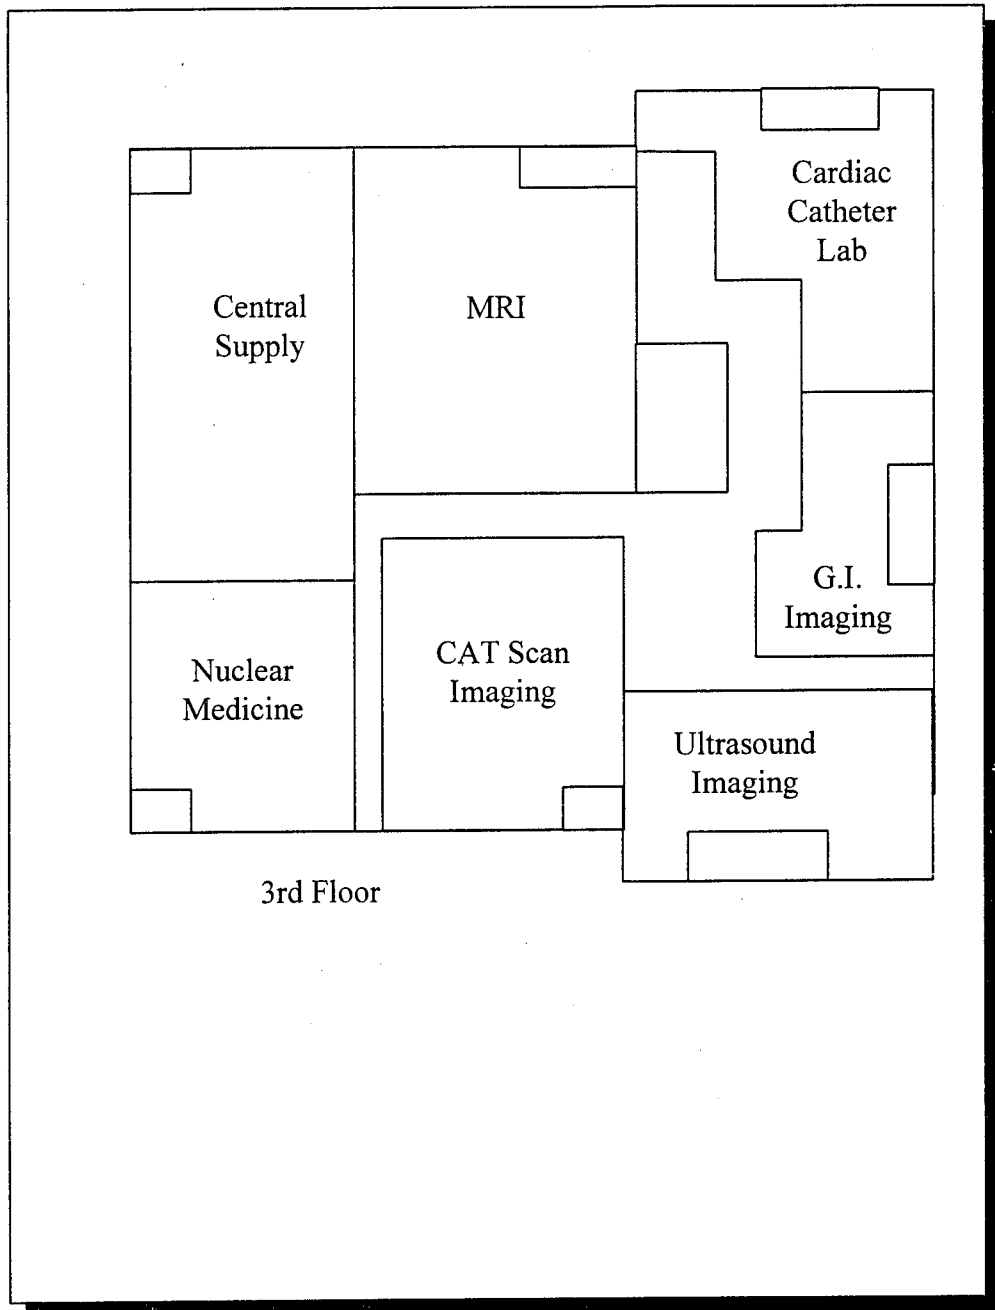 Cardiac
Catheter
Lab
Central
Supply
MRI
G.I.
Imaging
CAT Scan
Imaging
Nuclear
Medicine
Ultrasound
Imaging
3rd Floor